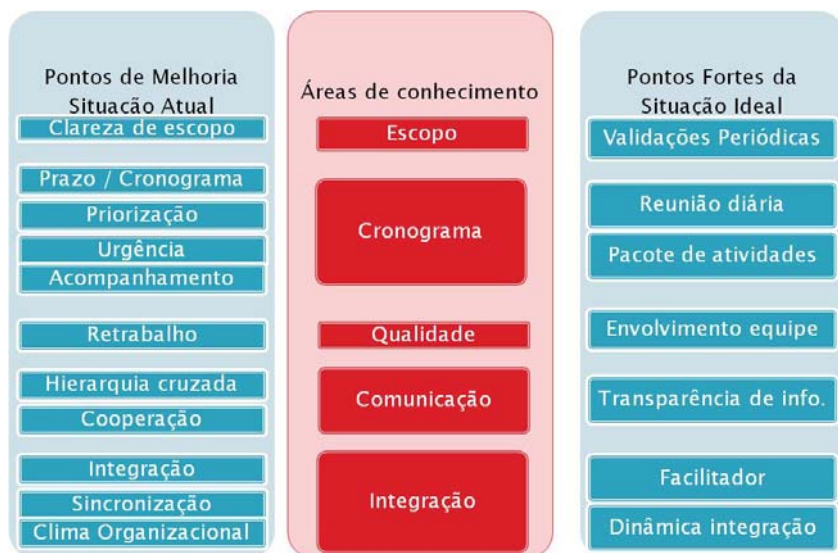 Pontos de Melhoria
Situação Atual
Clareza de escopo
Prazo / Cronograma
Priorização
Urgência
Acompanhamento
Retrabalho
Hierarquia cruzada
Cooperação
Integração
Sincronização
Clima Organizacional
Áreas de conhecimento
Escopo
Cronograma
Qualidade
Comunicação
Integração
Pontos Fortes da
Situação Ideal
Validações Periódicas
Reunião diária
Pacote de atividades
Envolvimento equipe
Transparência de info.
Facilitador
Dinâmica integração